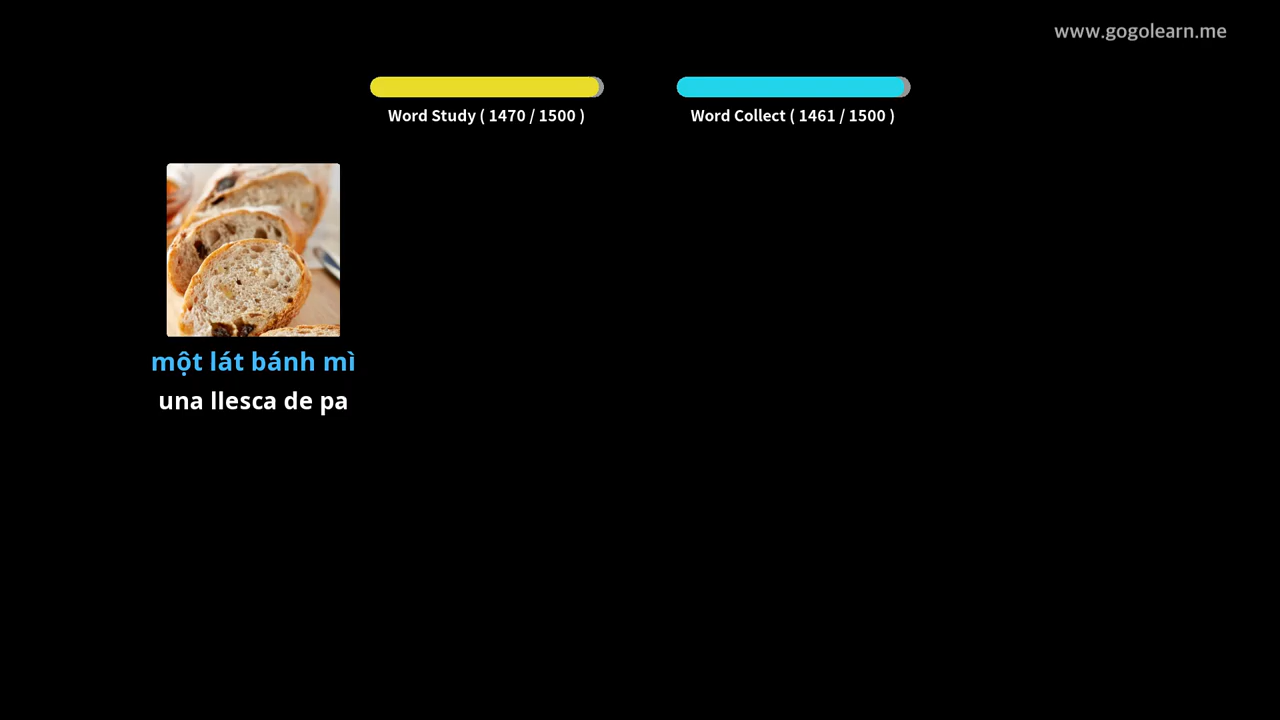 www.gogolearn.me
Word Study ( 1470 / 1500 )
Word Collect ( 1461 / 1500 )
một lát bánh mì
una llesca de pa